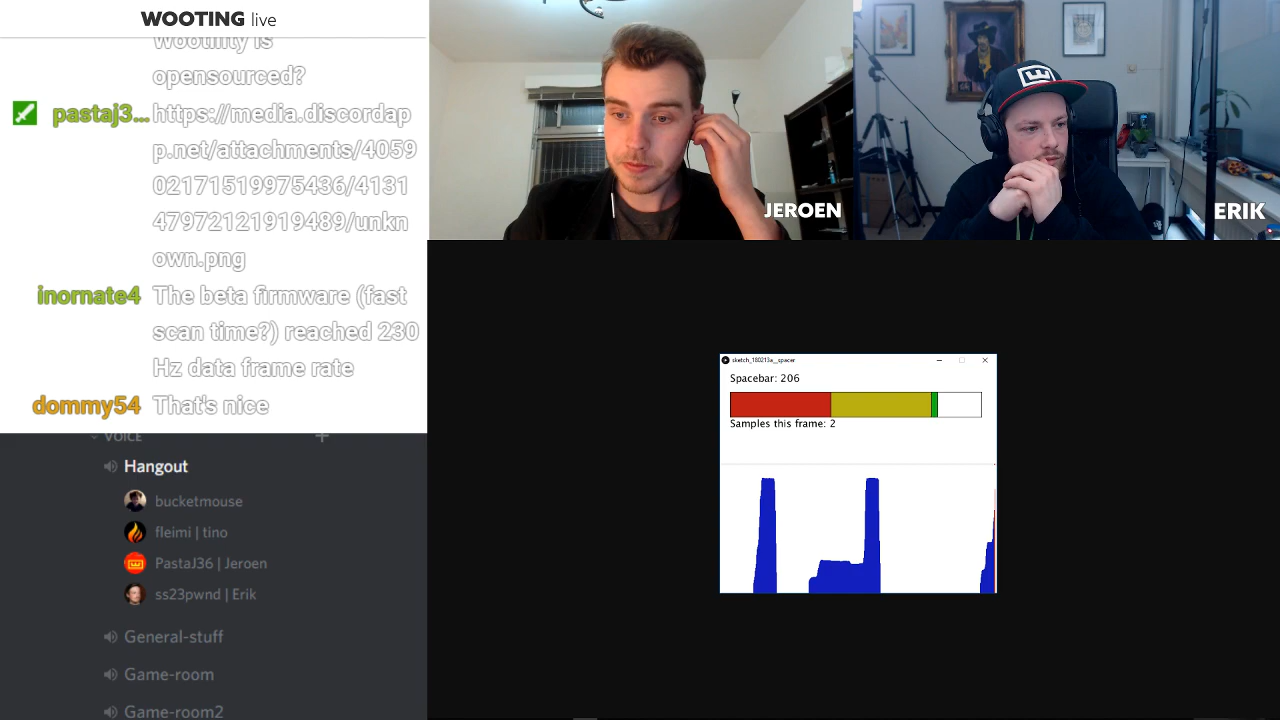 WOOTING live
wootility is
opensourced?
pastaj3... https://media.discordap
p.net/attachments/4059
02171519975436/4131
47972121919489/unkn
own.png
inornate4 The beta firmware (fast
scan time?) reached 230
Hz data frame rate
dommy54 That's nice
VOICE
Hangout
bucketmouse
fleimi | tino
PastaJ36 | Jeroen
ss23pwnd | Erik
General-stuff
Game-room
Game-room2
JEROEN
ERIK
sketch_180213a_spacer
Spacebar: 206
Samples this frame: 2